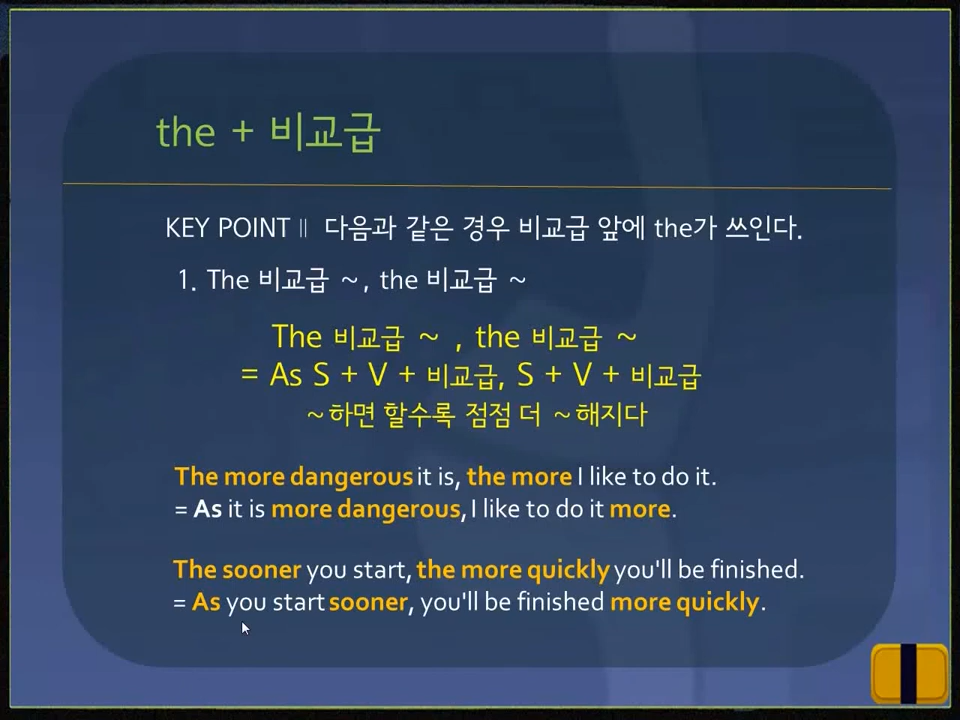 the + 비교급
KEY POINT Ⅱ 다음과 같은 경우 비교급 앞에 the가 쓰인다.
1. The 비교급 ~, the 비교급 ~
The 비교급 ~ , the 비교급 ~
= As S + V + 비교급, S + V + 비교급
~하면 할수록 점점 더 ~해지다
The more dangerous it is, the more I like to do it.
= As it is more dangerous, I like to do it more.
The sooner you start, the more quickly you'll be finished.
= As you start sooner, you'll be finished more quickly.